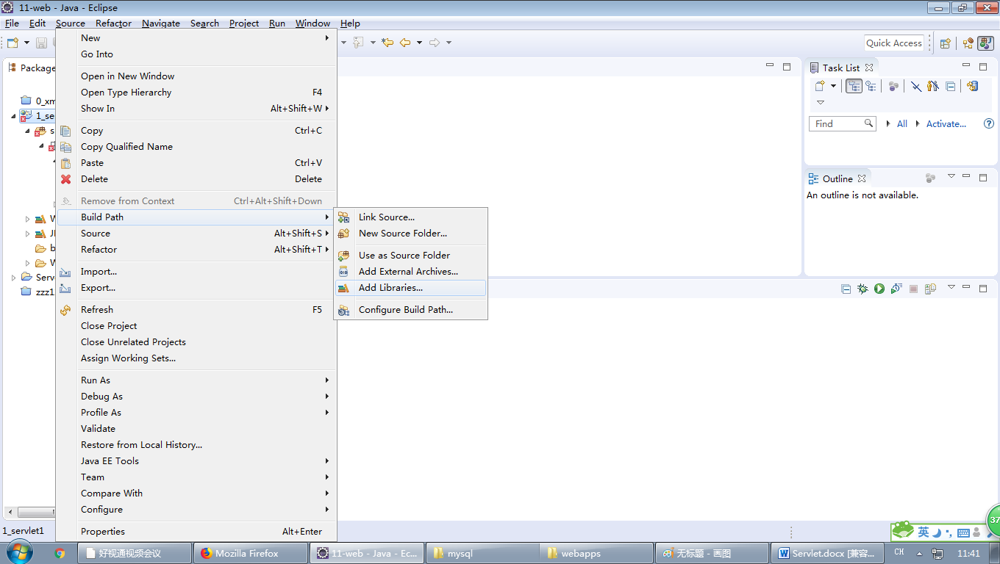 11-web - Java - Eclipse
File Edit Source Refactor Navigate Search Project Run Window Help
Quick Access
Package
0_xm
1_se
s
W
JI
b
W
Serv
zzz1
New
Go Into
Open in New Window
Open Type Hierarchy F4
Show In Alt+Shift+W
Copy Ctrl+C
Copy Qualified Name
Paste Ctrl+V
Delete Delete
Remove from Context Ctrl+Alt+Shift+Down
Build Path
Source Alt+Shift+S
Refactor Alt+Shift+T
Import...
Export...
Refresh F5
Close Project
Close Unrelated Projects
Assign Working Sets...
Run As
Debug As
Profile As
Validate
Restore from Local History...
Java EE Tools
Team
Compare With
Configure
Properties Alt+Enter
Link Source...
New Source Folder...
Use as Source Folder
Add External Archives...
Add Libraries...
Configure Build Path...
Task List
Find All Activate...
Outline
An outline is not available.
1_servlet1
英
37
好视通视频会议 Mozilla Firefox 11-web - Java - Ec... mysql webapps 无标题 - 画图 Servlet.docx [兼容... CH 11:41